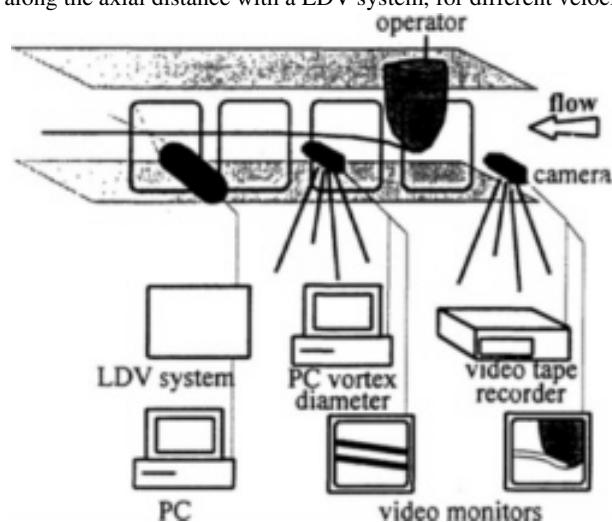 along the axial distance with a LDV system, for different veloci
operator
flow
camera
LDV system
PC vortex
diameter
video tape
recorder
PC
video monitors